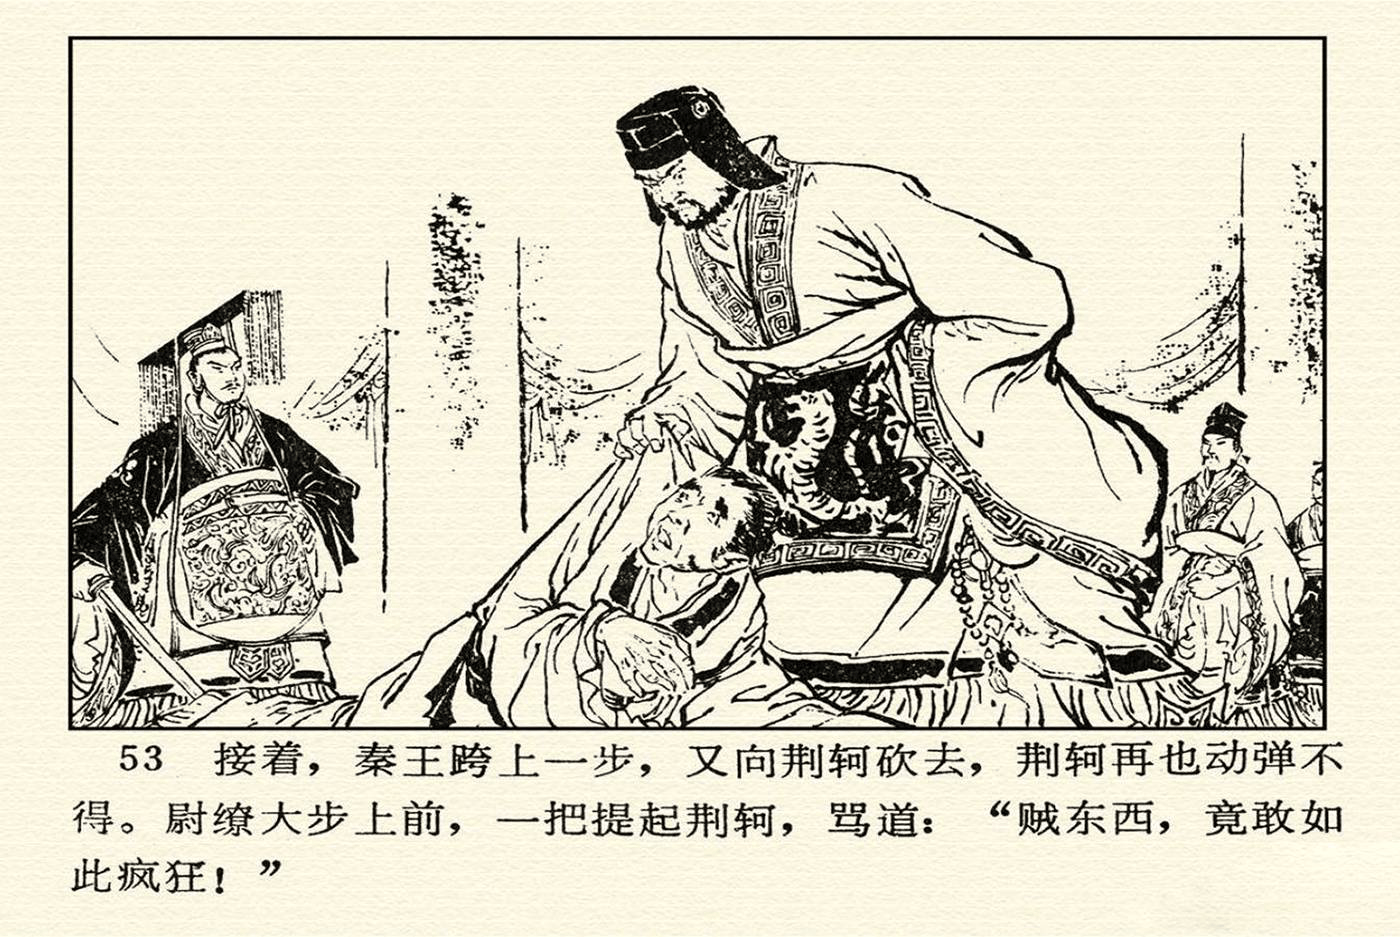 53 接着，秦王跨上一步，又向荆轲砍去，荆轲再也动弹不
得。尉缭大步上前，一把提起荆轲，骂道：“贼东西，竟敢如
此疯狂！”